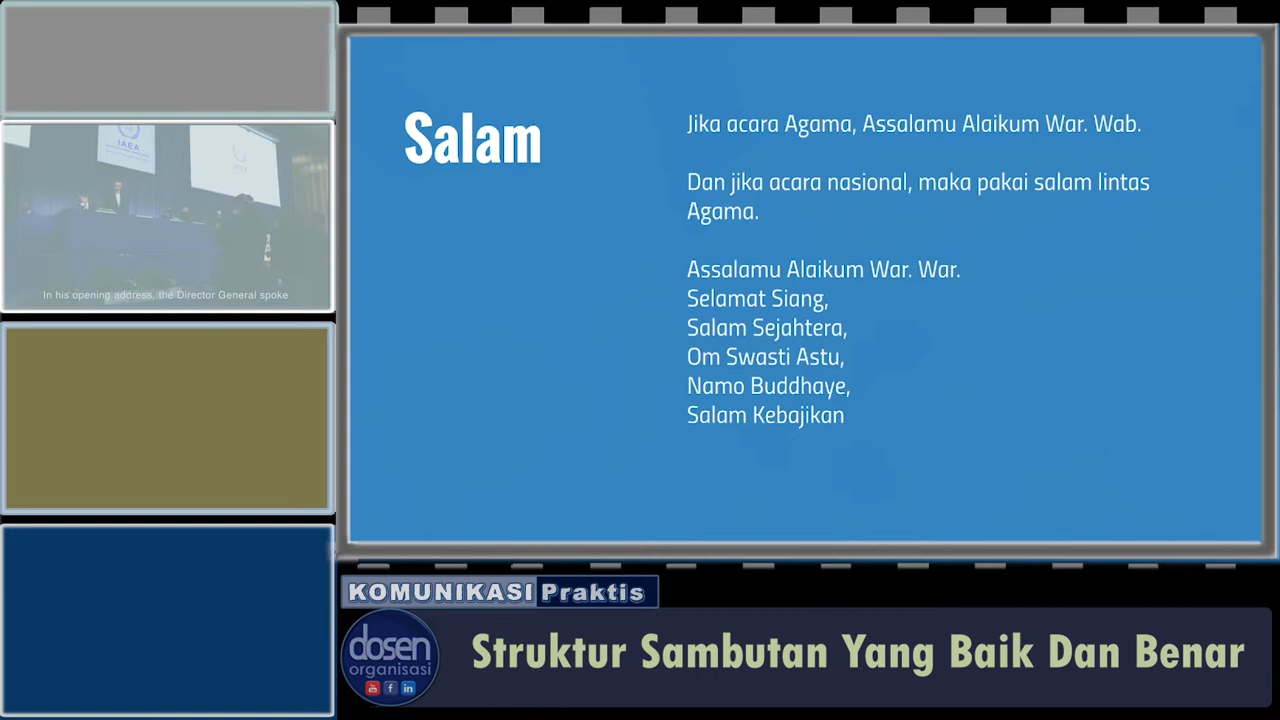 IAEA
In his opening address, the Director General spoke
Salam
Jika acara Agama, Assalamu Alaikum War. Wab.
Dan jika acara nasional, maka pakai salam lintas
Agama.
Assalamu Alaikum War. War.
Selamat Siang,
Salam Sejahtera,
Om Swasti Astu,
Namo Buddhaye,
Salam Kebajikan
KOMUNIKASI Praktis
dosen
organisasi
Struktur Sambutan Yang Baik Dan Benar